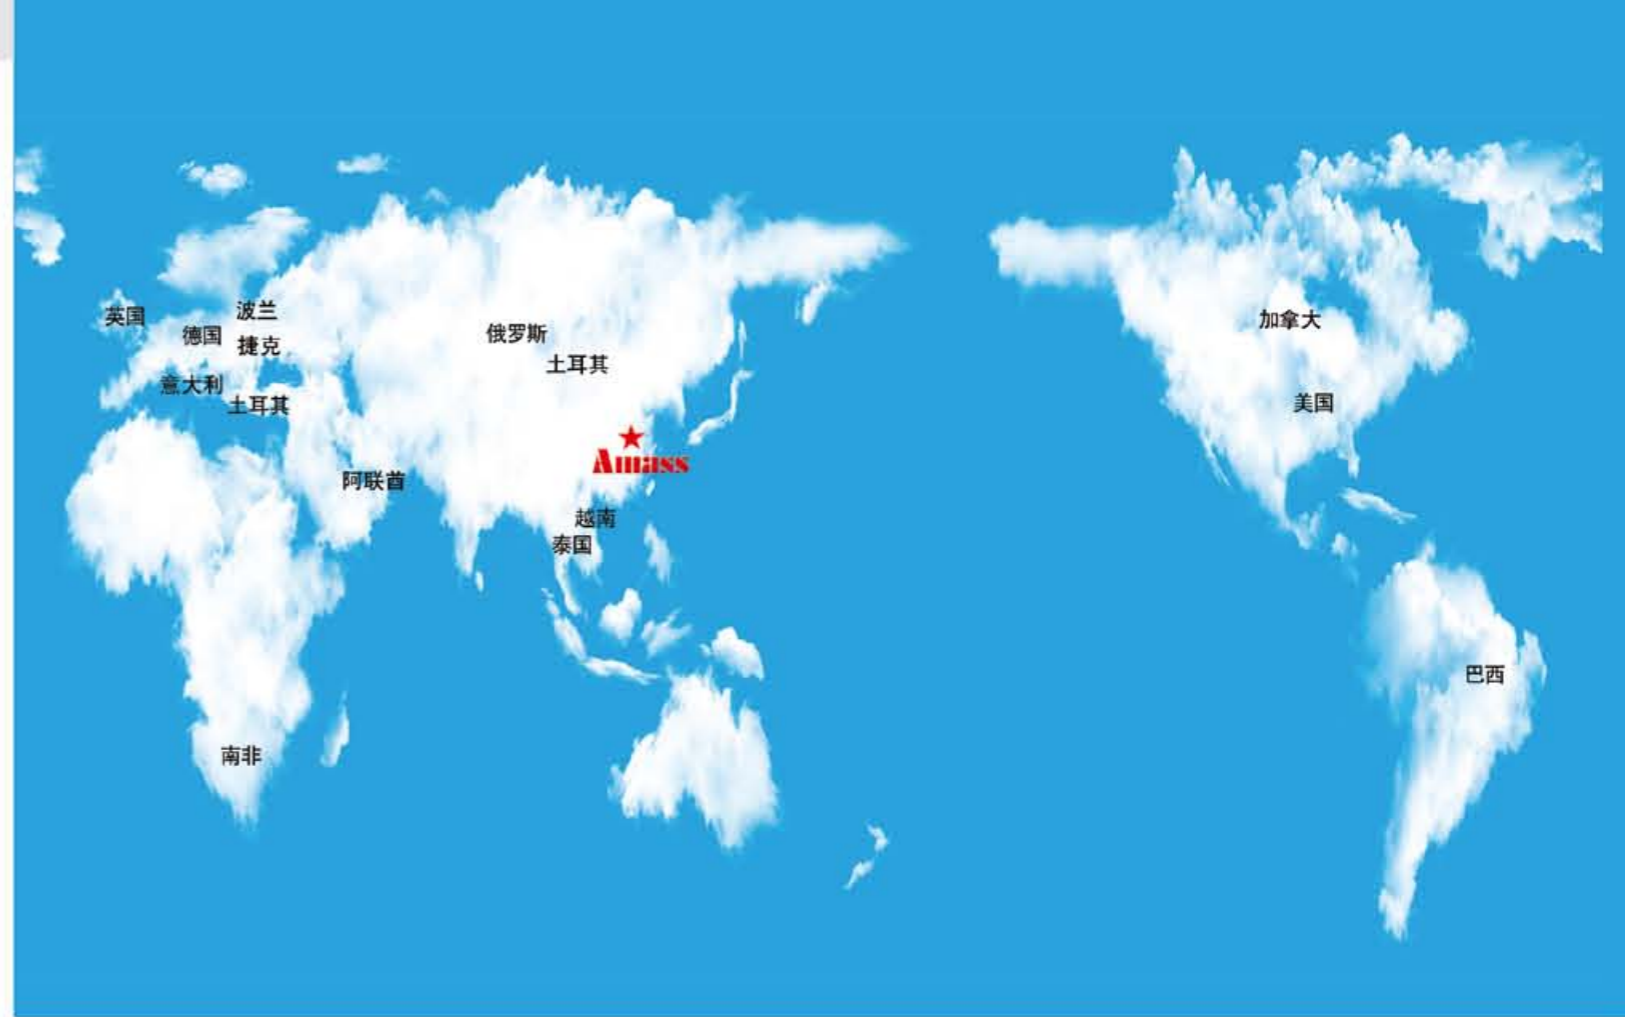 英国
波兰
德国
捷克
意大利
土耳其
俄罗斯
土耳其
Amass
阿联酋
越南
泰国
南非
加拿大
美国
巴西